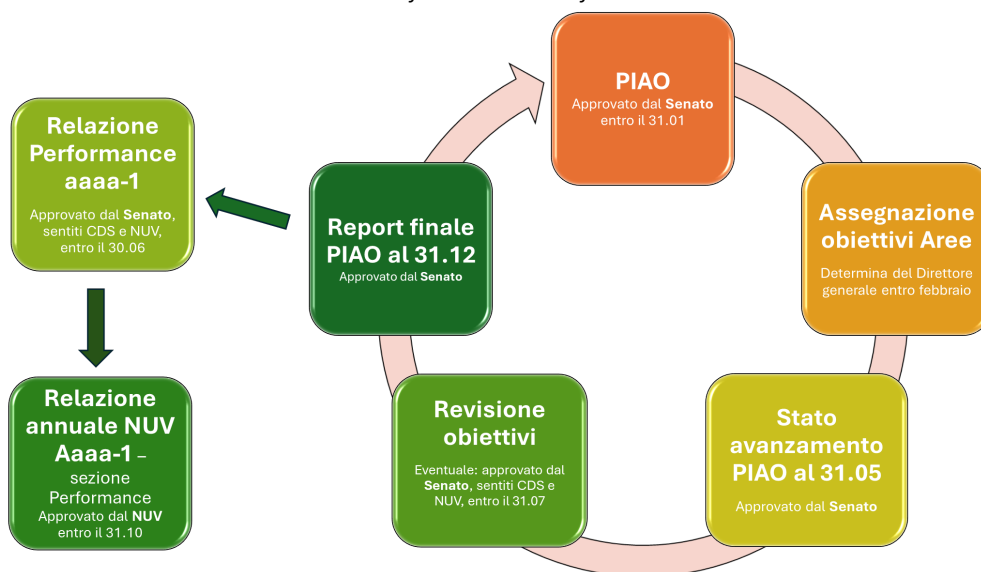 PIAO
Approvato dal Senato
entro il 31.01
Assegnazione
obiettivi Aree
Determina del Direttore
generale entro febbraio
Stato
avanzamento
PIAO al 31.05
Approvato dal Senato
Revisione
obiettivi
Eventuale: approvato dal
Senato, sentiti CDS e
NUV, entro il 31.07
Report finale
PIAO al 31.12
Approvato dal Senato
Relazione
Performance
aaaa-1
Approvato dal Senato,
sentiti CDS e NUV,
entro il 30.06
Relazione
annuale NUV
Aaaa-1 –
sezione
Performance
Approvato dal NUV
entro il 31.10